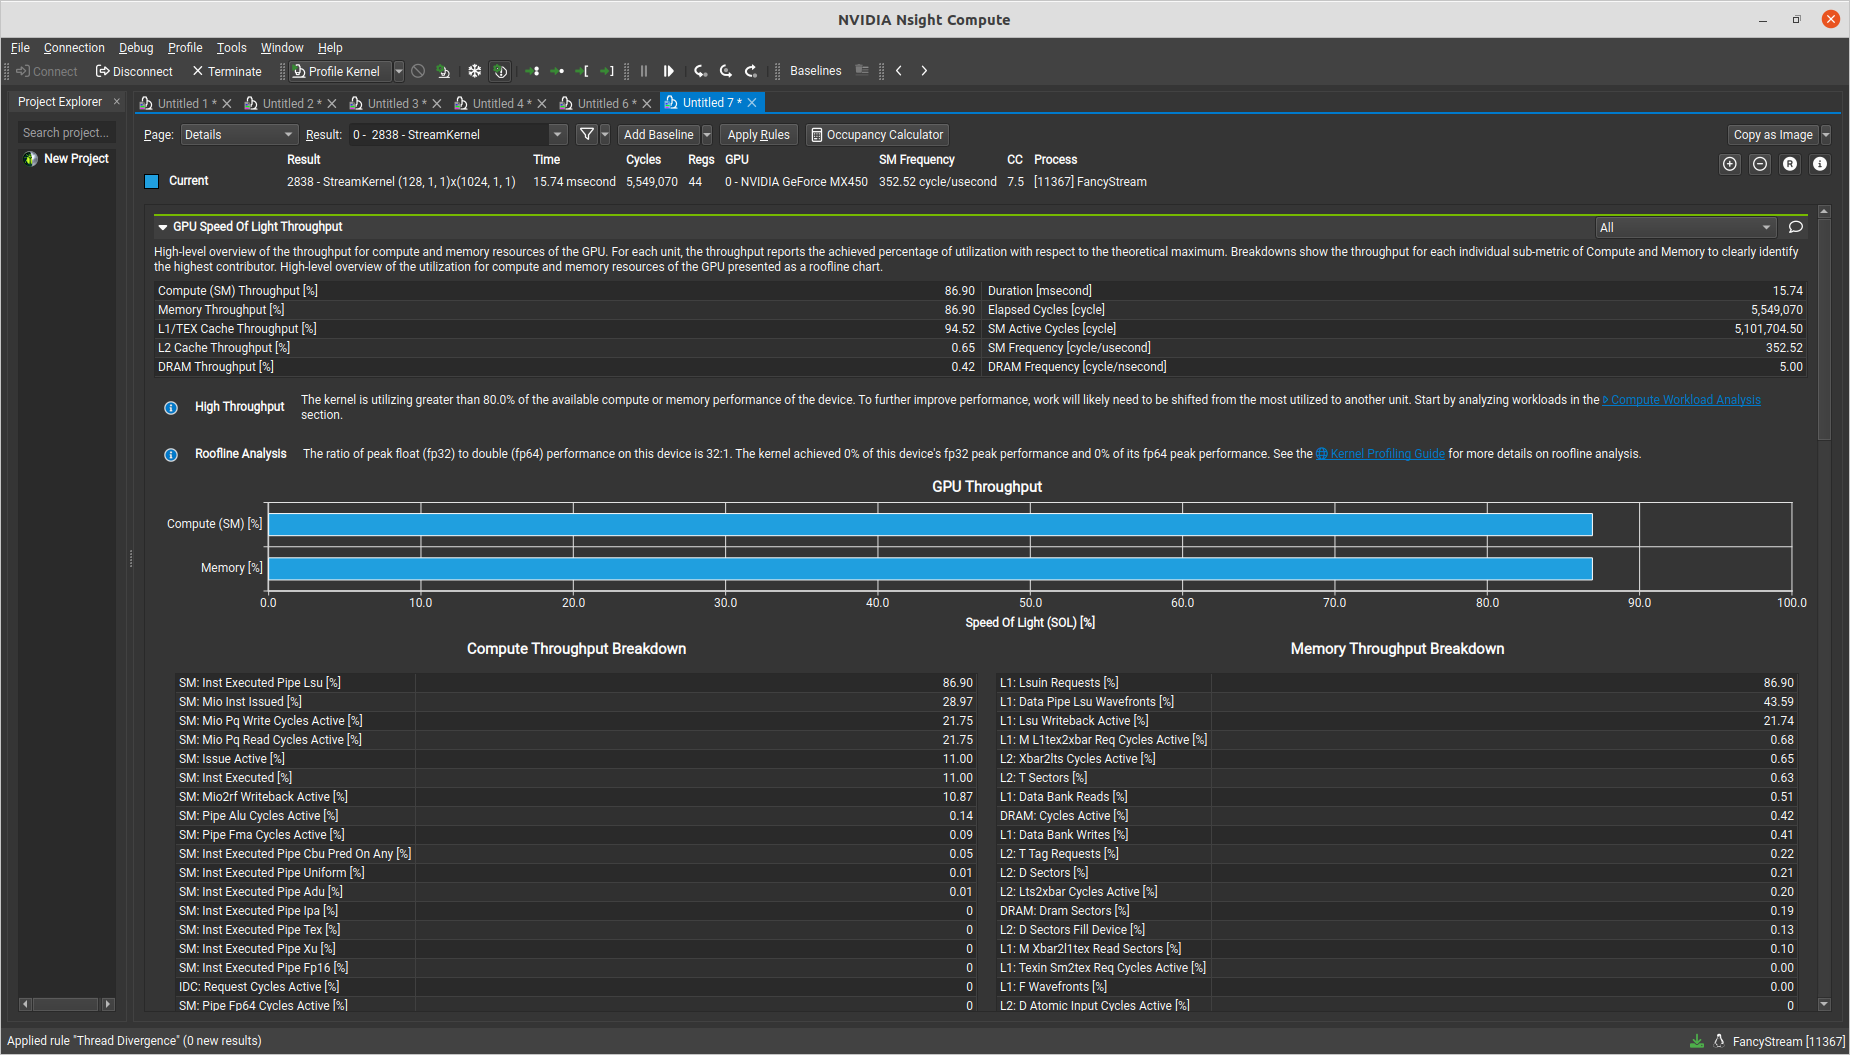 NVIDIA Nsight Compute
File Connection Debug Profile Tools Window Help
Connect Disconnect Terminate Profile Kernel Baselines
Project Explorer Untitled 1 * Untitled 2 * Untitled 3 * Untitled 4 * Untitled 6 * Untitled 7 *
Search project...
New Project
Page: Details Result: 0 - 2838 - StreamKernel Add Baseline Apply Rules Occupancy Calculator Copy as Image
Result Time Cycles Regs GPU SM Frequency CC Process
Current 2838 - StreamKernel (128, 1, 1)x(1024, 1, 1) 15.74 msecond 5,549,070 44 0 - NVIDIA GeForce MX450 352.52 cycle/usecond 7.5 [11367] FancyStream
GPU Speed Of Light Throughput All
High-level overview of the throughput for compute and memory resources of the GPU. For each unit, the throughput reports the achieved percentage of utilization with respect to the theoretical maximum. Breakdowns show the throughput for each individual sub-metric of Compute and Memory to clearly identify
the highest contributor. High-level overview of the utilization for compute and memory resources of the GPU presented as a roofline chart.
Compute (SM) Throughput [%] 86.90 Duration [msecond] 15.74
Memory Throughput [%] 86.90 Elapsed Cycles [cycle] 5,549,070
L1/TEX Cache Throughput [%] 94.52 SM Active Cycles [cycle] 5,101,704.50
L2 Cache Throughput [%] 0.65 SM Frequency [cycle/usecond] 352.52
DRAM Throughput [%] 0.42 DRAM Frequency [cycle/nsecond] 5.00
High Throughput The kernel is utilizing greater than 80.0% of the available compute or memory performance of the device. To further improve performance, work will likely need to be shifted from the most utilized to another unit. Start by analyzing workloads in the Compute Workload Analysis
section.
Roofline Analysis The ratio of peak float (fp32) to double (fp64) performance on this device is 32:1. The kernel achieved 0% of this device's fp32 peak performance and 0% of its fp64 peak performance. See the Kernel Profiling Guide for more details on roofline analysis.
GPU Throughput
Compute (SM) [%]
Memory [%]
0.0 10.0 20.0 30.0 40.0 50.0 60.0 70.0 80.0 90.0 100.0
Speed Of Light (SOL) [%]
Compute Throughput Breakdown
SM: Inst Executed Pipe Lsu [%] 86.90
SM: Mio Inst Issued [%] 28.97
SM: Mio Pq Write Cycles Active [%] 21.75
SM: Mio Pq Read Cycles Active [%] 21.75
SM: Issue Active [%] 11.00
SM: Inst Executed [%] 11.00
SM: Mio2rf Writeback Active [%] 10.87
SM: Pipe Alu Cycles Active [%] 0.14
SM: Pipe Fma Cycles Active [%] 0.09
SM: Inst Executed Pipe Cbu Pred On Any [%] 0.05
SM: Inst Executed Pipe Uniform [%] 0.01
SM: Inst Executed Pipe Adu [%] 0.01
SM: Inst Executed Pipe Ipa [%] 0
SM: Inst Executed Pipe Tex [%] 0
SM: Inst Executed Pipe Xu [%] 0
SM: Inst Executed Pipe Fp16 [%] 0
IDC: Request Cycles Active [%] 0
SM: Pipe Fp64 Cycles Active [%] 0
Memory Throughput Breakdown
L1: Lsuin Requests [%] 86.90
L1: Data Pipe Lsu Wavefronts [%] 43.59
L1: Lsu Writeback Active [%] 21.74
L1: M L1tex2xbar Req Cycles Active [%] 0.68
L2: Xbar2lts Cycles Active [%] 0.65
L2: T Sectors [%] 0.63
L1: Data Bank Reads [%] 0.51
DRAM: Cycles Active [%] 0.42
L1: Data Bank Writes [%] 0.41
L2: T Tag Requests [%] 0.22
L2: D Sectors [%] 0.21
L2: Lts2xbar Cycles Active [%] 0.20
DRAM: Dram Sectors [%] 0.19
L2: D Sectors Fill Device [%] 0.13
L1: M Xbar2l1tex Read Sectors [%] 0.10
L1: Texin Sm2tex Req Cycles Active [%] 0.00
L1: F Wavefronts [%] 0.00
L2: D Atomic Input Cycles Active [%] 0
Applied rule "Thread Divergence" (0 new results) FancyStream [11367]